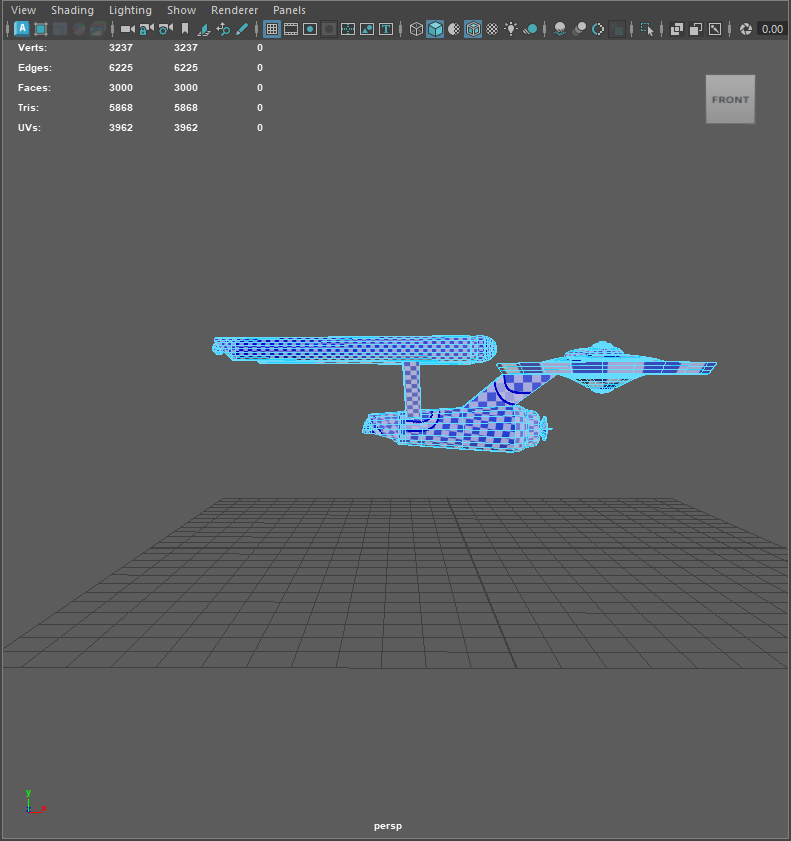 View Shading Lighting Show Renderer Panels
A T 0.00
Verts: 3237 3237 0
Edges: 6225 6225 0
Faces: 3000 3000 0
Tris: 5868 5868 0
UVs: 3962 3962 0
FRONT
y
x
persp